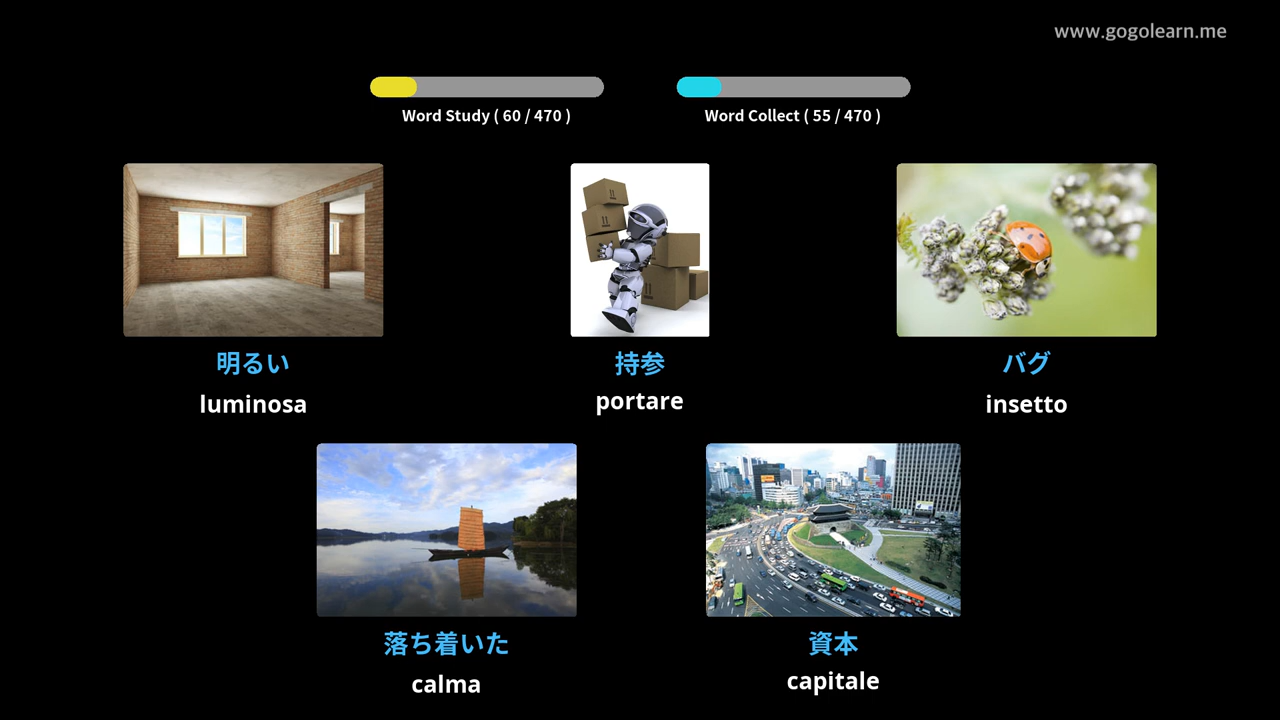 www.gogolearn.me
Word Study ( 60 / 470 )
Word Collect ( 55 / 470 )
明るい
luminosa
持参
portare
バグ
insetto
落ち着いた
calma
資本
capitale